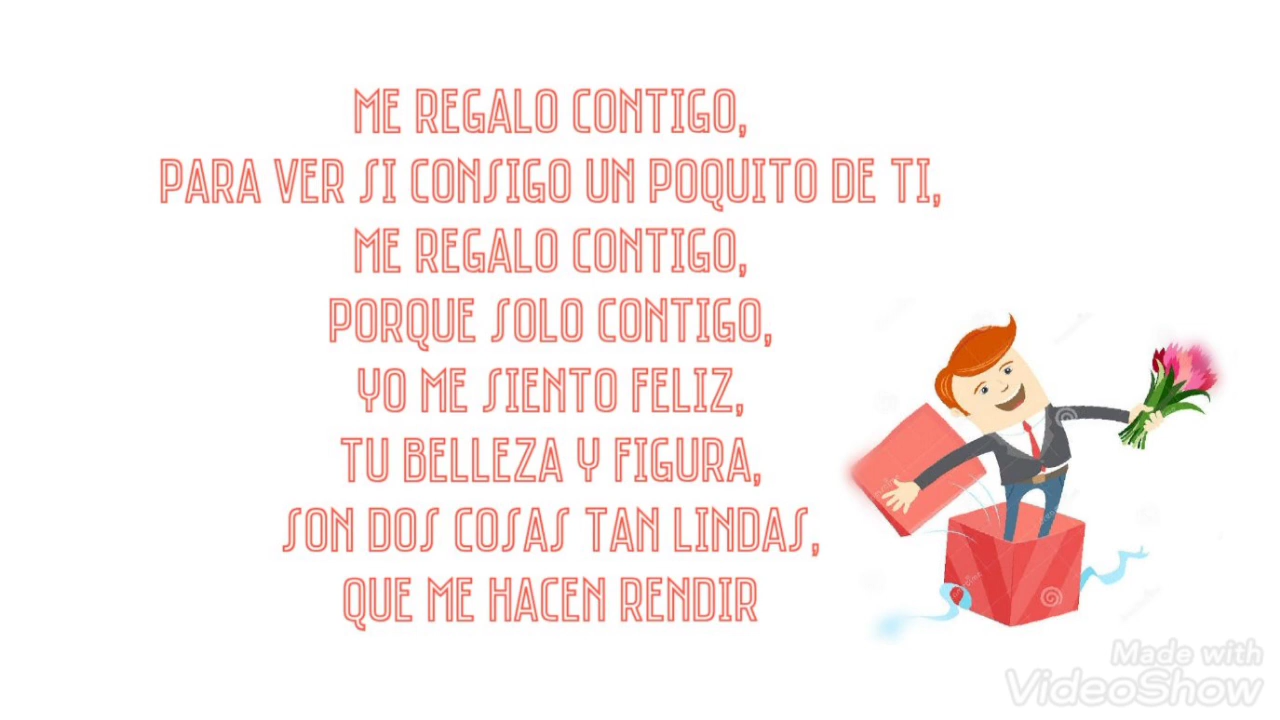 ME REGALO CONTIGO,
PARA VER SI CONSIGO UN POQUITO DE TI,
ME REGALO CONTIGO,
PORQUE SOLO CONTIGO,
YO ME SIENTO FELIZ,
TU BELLEZA Y FIGURA,
SON DOS COSAS TAN LINDAS,
QUE ME HACEN RENDIR
Made with
VideoShow